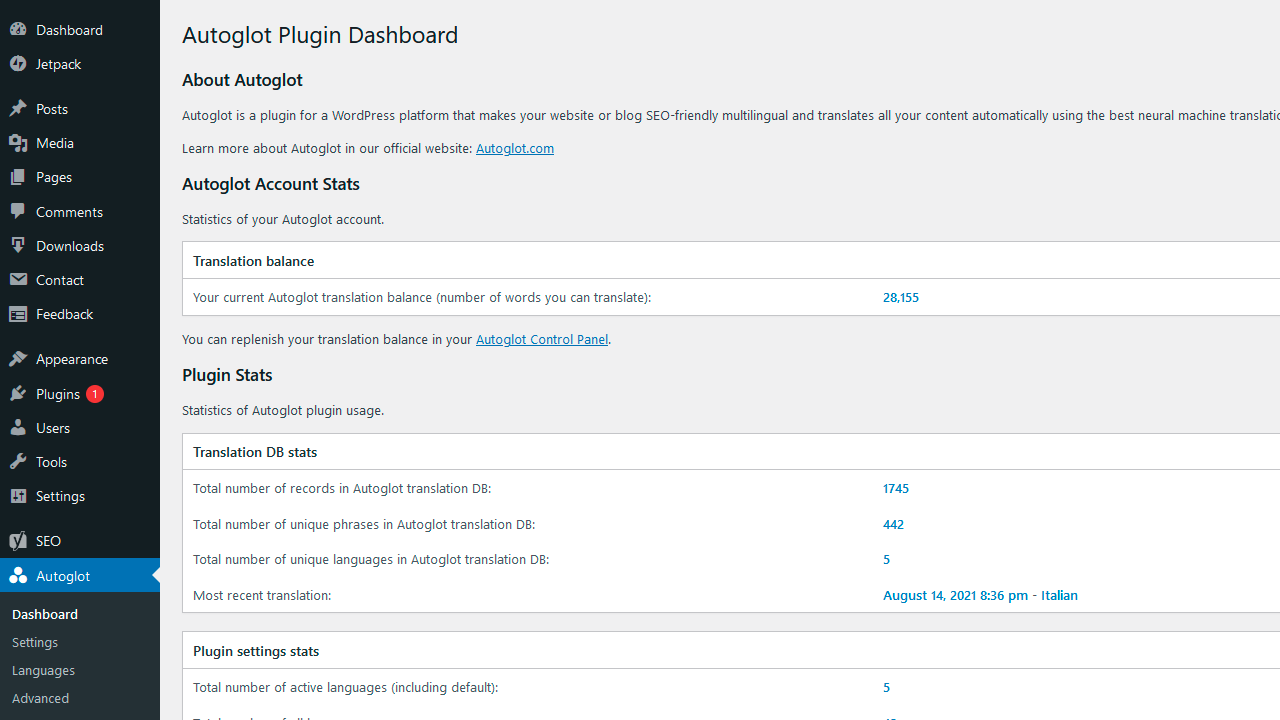 Dashboard
Jetpack
Posts
Media
Pages
Comments
Downloads
Contact
Feedback
Appearance
Plugins 1
Users
Tools
Settings
SEO
Autoglot
Dashboard
Settings
Languages
Advanced
Autoglot Plugin Dashboard
About Autoglot
Autoglot is a plugin for a WordPress platform that makes your website or blog SEO-friendly multilingual and translates all your content automatically using the best neural machine
Learn more about Autoglot in our official website: Autoglot.com
Autoglot Account Stats
Statistics of your Autoglot account.
Translation balance
Your current Autoglot translation balance (number of words you can translate): 28,155
You can replenish your translation balance in your Autoglot Control Panel.
Plugin Stats
Statistics of Autoglot plugin usage.
Translation DB stats
Total number of records in Autoglot translation DB: 1745
Total number of unique phrases in Autoglot translation DB: 442
Total number of unique languages in Autoglot translation DB: 5
Most recent translation: August 14, 2021 8:36 pm - Italian
Plugin settings stats
Total number of active languages (including default): 5